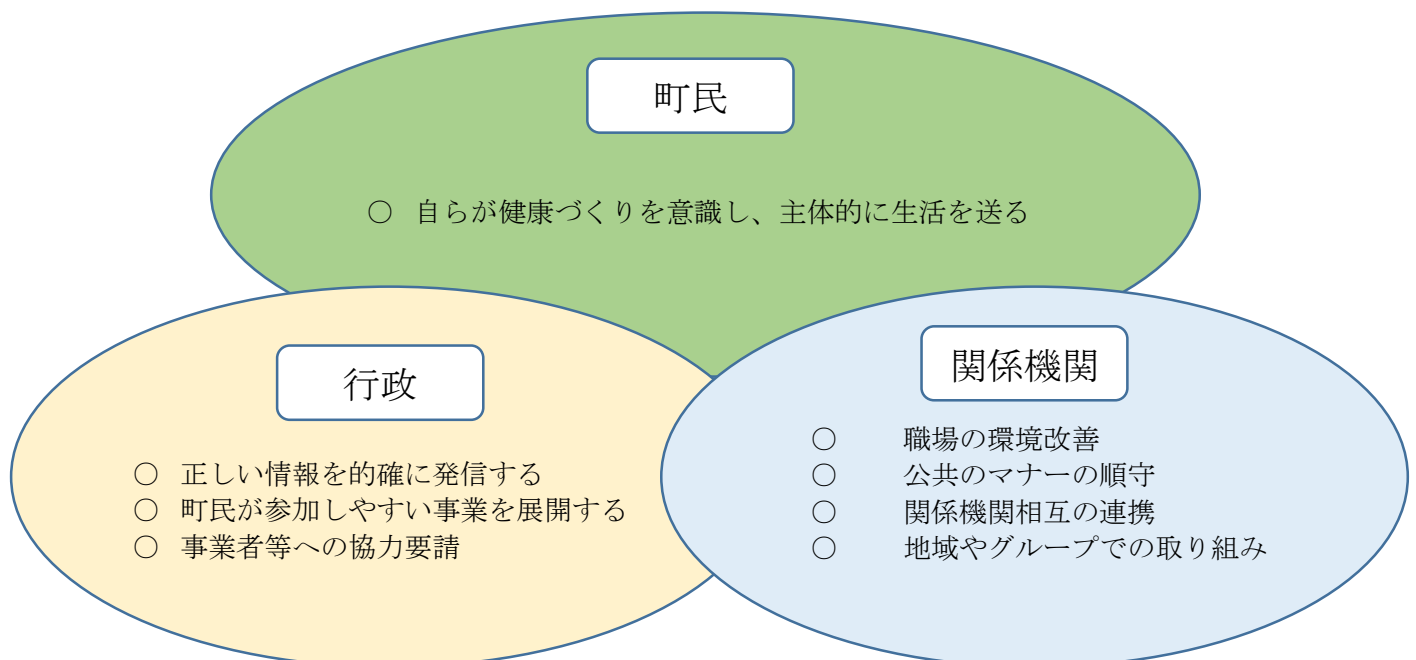 町民
○ 自らが健康づくりを意識し、主体的に生活を送る
行政
○ 正しい情報を的確に発信する
○ 町民が参加しやすい事業を展開する
○ 事業者等への協力要請
関係機関
○ 職場の環境改善
○ 公共のマナーの順守
○ 関係機関相互の連携
○ 地域やグループでの取り組み